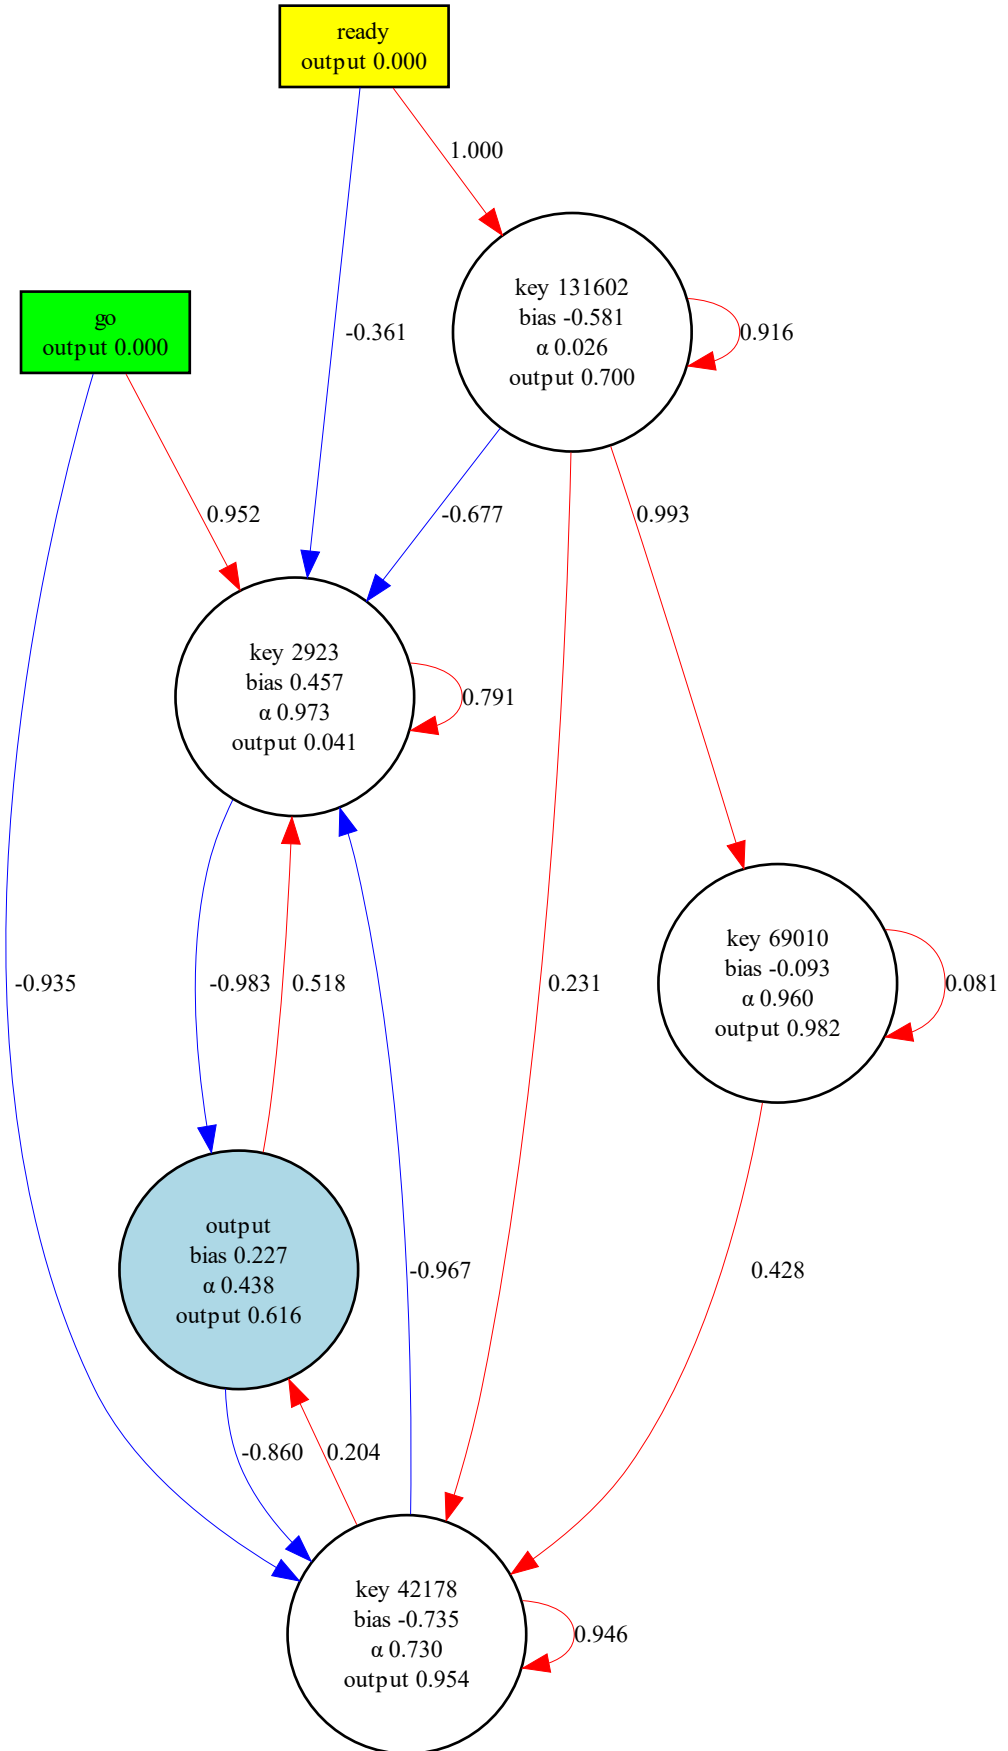 ready
output 0.000
1.000
go
output 0.000
-0.361
key 131602
bias -0.581
α 0.026
output 0.700
0.916
0.952
-0.677
0.993
key 2923
bias 0.457
α 0.973
output 0.041
0.791
-0.935
-0.983
0.518
0.231
key 69010
bias -0.093
α 0.960
output 0.982
0.081
output
bias 0.227
α 0.438
output 0.616
-0.967
0.428
-0.860
0.204
key 42178
bias -0.735
α 0.730
output 0.954
0.946